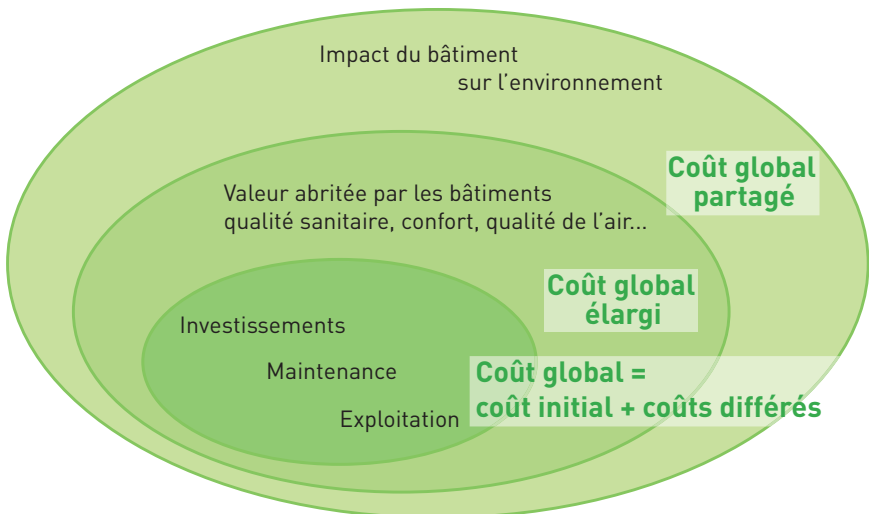 Impact du bâtiment
sur l’environnement
Coût global
partagé
Valeur abritée par les bâtiments
qualité sanitaire, confort, qualité de l’air...
Coût global
élargi
Investissements
Maintenance
Exploitation
Coût global =
coût initial + coûts différés